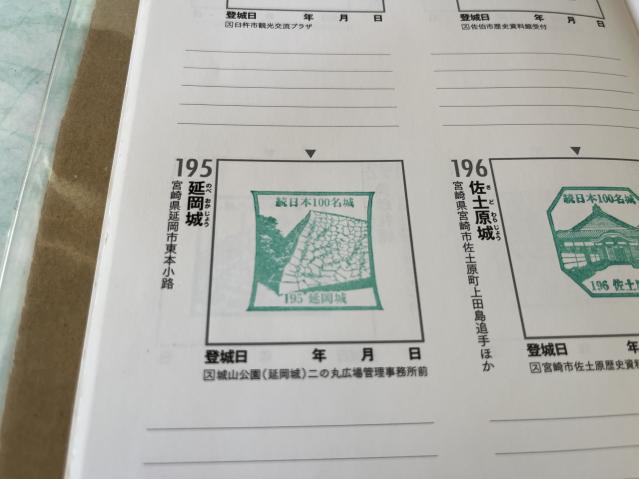 登城日 年 月 日
ス臼杵市観光交流プラザ
登城日 年 月 日
ス佐伯市歴史資料館受付
195
延岡城
のべおかじょう
宮崎県延岡市東本小路
続日本100名城
195 延岡城
登城日 年 月 日
ス城山公園(延岡城)二の丸広場管理事務所前
196
佐土原城
さどわらじょう
宮崎県宮崎市佐土原町上田島追手ほか
続日本100名城
196 佐土
登城日 年
ス宮崎市佐土原歴史資料